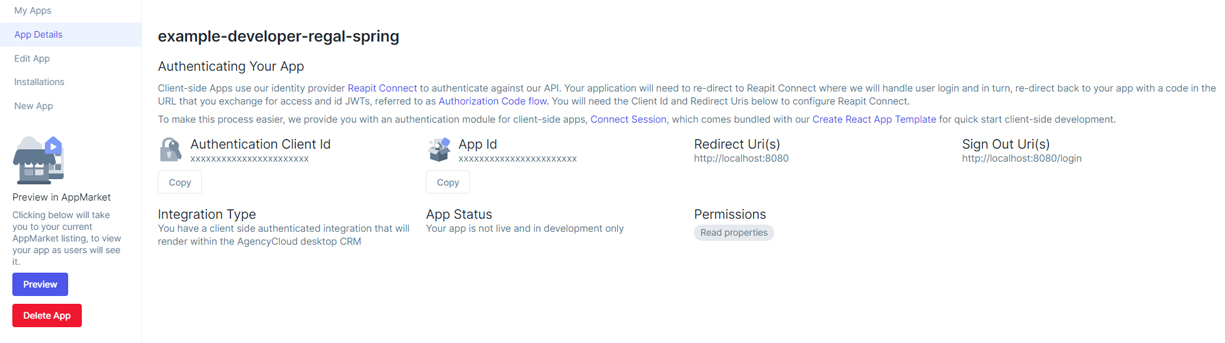 My Apps
App Details
Edit App
Installations
New App
Preview in AppMarket
Clicking below will take
you to your current
AppMarket listing, to view
your app as users will see
it.
Preview
Delete App
example-developer-regal-spring
Authenticating Your App
Client-side Apps use our identity provider Reapit Connect to authenticate against our API. Your application will need to re-direct to Reapit Connect where we will handle user login and in turn, re-direct back to your app with a code in the
URL that you exchange for access and id JWTs, referred to as Authorization Code flow. You will need the Client Id and Redirect Uris below to configure Reapit Connect.
To make this process easier, we provide you with an authentication module for client-side apps, Connect Session, which comes bundled with our Create React App Template for quick start client-side development.
Authentication Client Id
xxxxxxxxxxxxxxxxxxxxxxx
Copy
App Id
xxxxxxxxxxxxxxxxxxxxxxx
Copy
Redirect Uri(s)
http://localhost:8080
Sign Out Uri(s)
http://localhost:8080/login
Integration Type
You have a client side authenticated integration that will
render within the AgencyCloud desktop CRM
App Status
Your app is not live and in development only
Permissions
Read properties